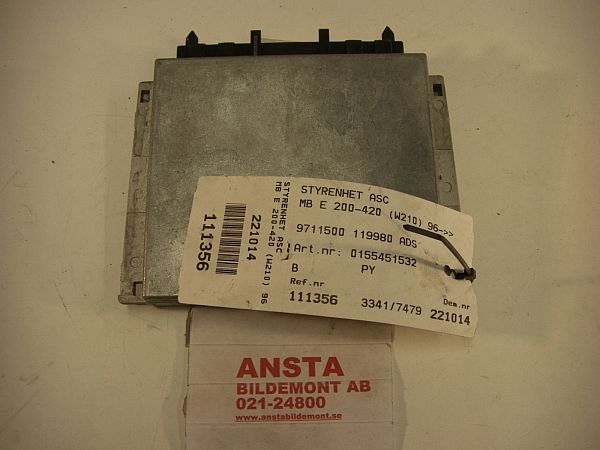 STYRENHET ASC
MB E 200-420 (W210) 96->>
9711500 119980 ADS
Art.nr: 0155451532
B PY
Ref.nr Dem.nr
111356 3341/7479 221014
STYRENHET ASC
MB E 200-420 (W210) 96
221014
111356
ANSTA
BILDEMONT AB
021-24800
www.anstabildemont.se